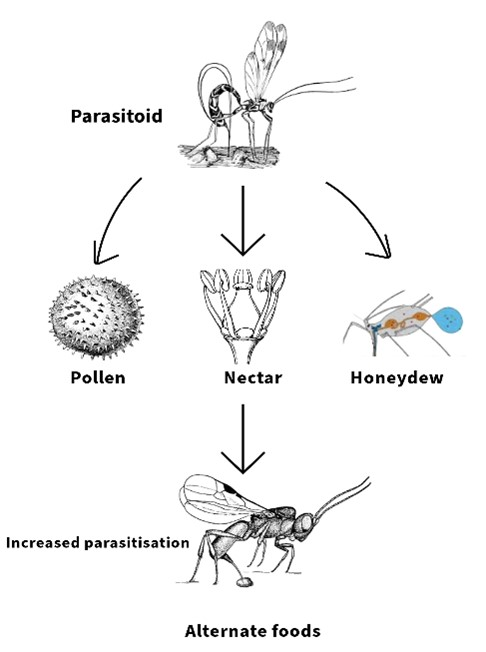 Parasitoid
Pollen
Nectar
Honeydew
Increased parasitisation
Alternate foods